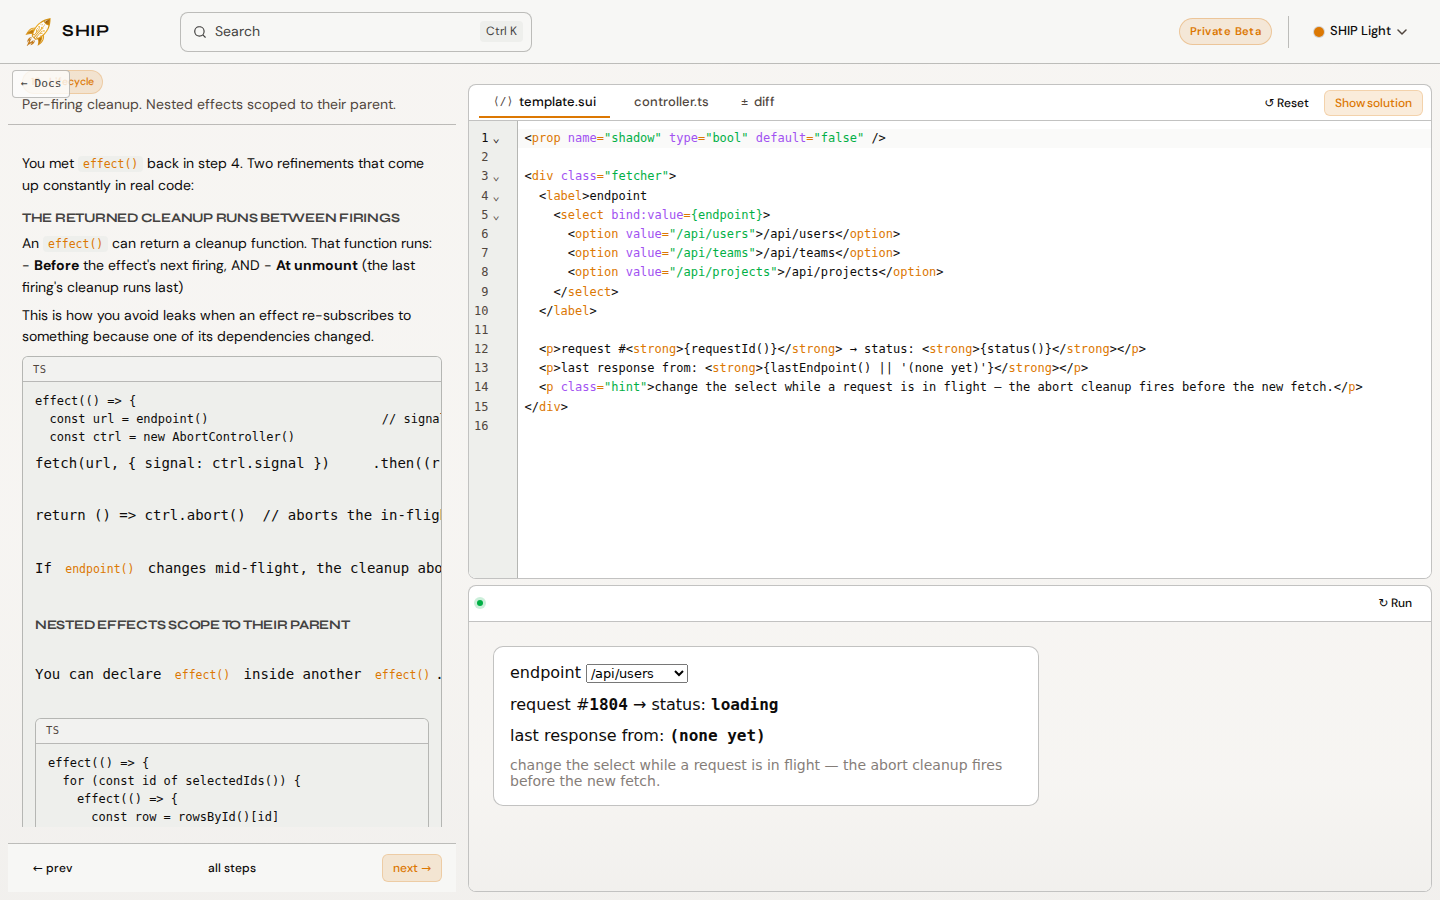 SHIP
Search
Ctrl K
Private Beta
SHIP Light
← Docs
cycle
Per-firing cleanup. Nested effects scoped to their parent.
You met effect() back in step 4. Two refinements that come
up constantly in real code:
THE RETURNED CLEANUP RUNS BETWEEN FIRINGS
An effect() can return a cleanup function. That function runs:
- Before the effect's next firing, AND - At unmount (the last
firing's cleanup runs last)
This is how you avoid leaks when an effect re-subscribes to
something because one of its dependencies changed.
TS
effect(() => {
const url = endpoint() // signa
const ctrl = new AbortController()
fetch(url, { signal: ctrl.signal }) .then((r
return () => ctrl.abort() // aborts the in-flig
If endpoint() changes mid-flight, the cleanup abo
NESTED EFFECTS SCOPE TO THEIR PARENT
You can declare effect() inside another effect() .
TS
effect(() => {
for (const id of selectedIds()) {
effect(() => {
const row = rowsById()[id]
← prev
all steps
next →
⟨/⟩ template.sui
controller.ts
± diff
↺ Reset
Show solution
1 <prop name="shadow" type="bool" default="false" />
2
3 <div class="fetcher">
4 <label>endpoint
5 <select bind:value={endpoint}>
6 <option value="/api/users">/api/users</option>
7 <option value="/api/teams">/api/teams</option>
8 <option value="/api/projects">/api/projects</option>
9 </select>
10 </label>
11
12 <p>request #<strong>{requestId()}</strong> → status: <strong>{status()}</strong></p>
13 <p>last response from: <strong>{lastEndpoint() || '(none yet)'}</strong></p>
14 <p class="hint">change the select while a request is in flight — the abort cleanup fires before the new fetch.</p>
15 </div>
16
↻ Run
endpoint /api/users
request #1804 → status: loading
last response from: (none yet)
change the select while a request is in flight — the abort cleanup fires
before the new fetch.